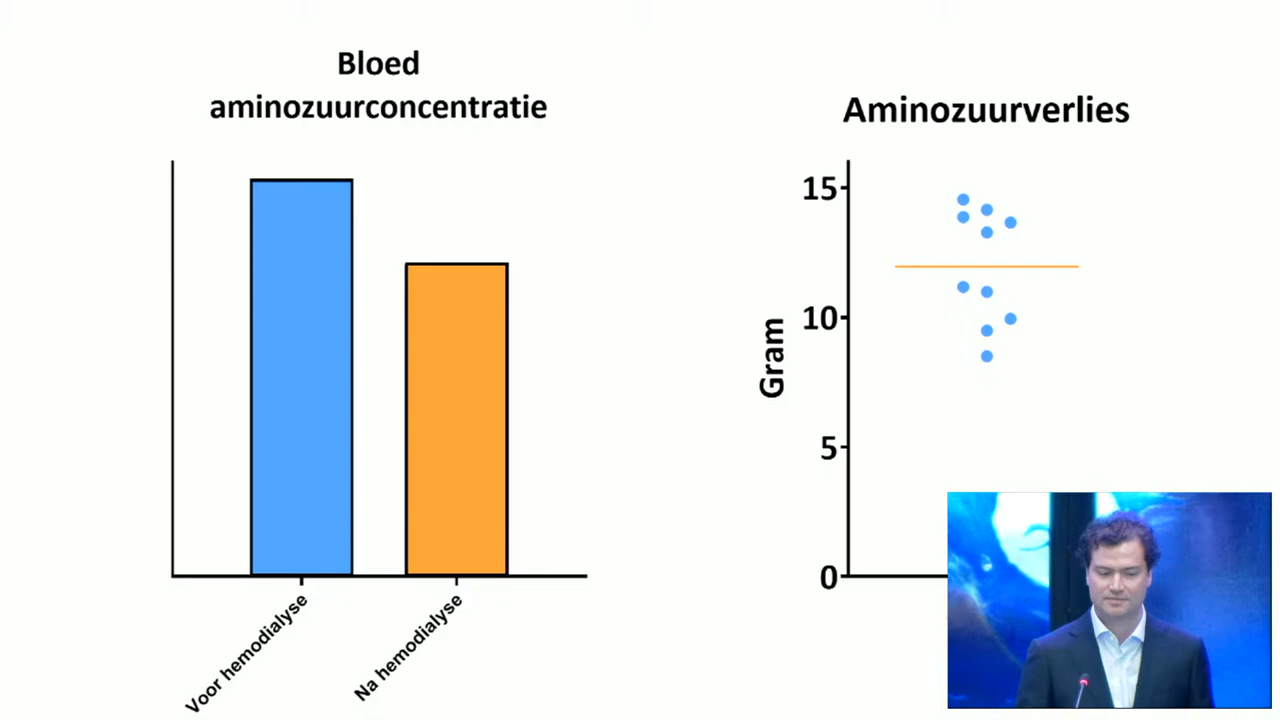 Bloed
aminozuurconcentratie
Voor hemodialyse
Na hemodialyse
Aminozuurverlies
Gram
15
10
5
0